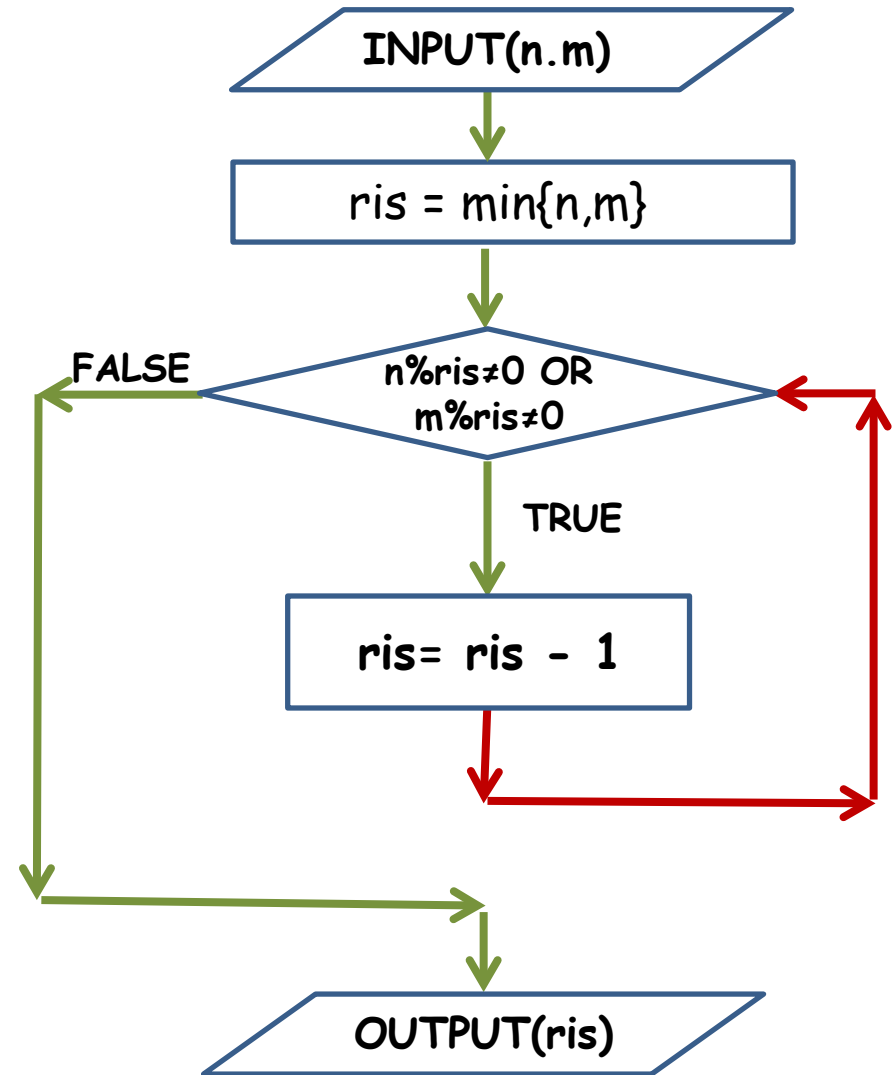 INPUT(n.m)
ris = min{n,m}
FALSE
n%ris≠0 OR
m%ris≠0
TRUE
ris= ris - 1
OUTPUT(ris)